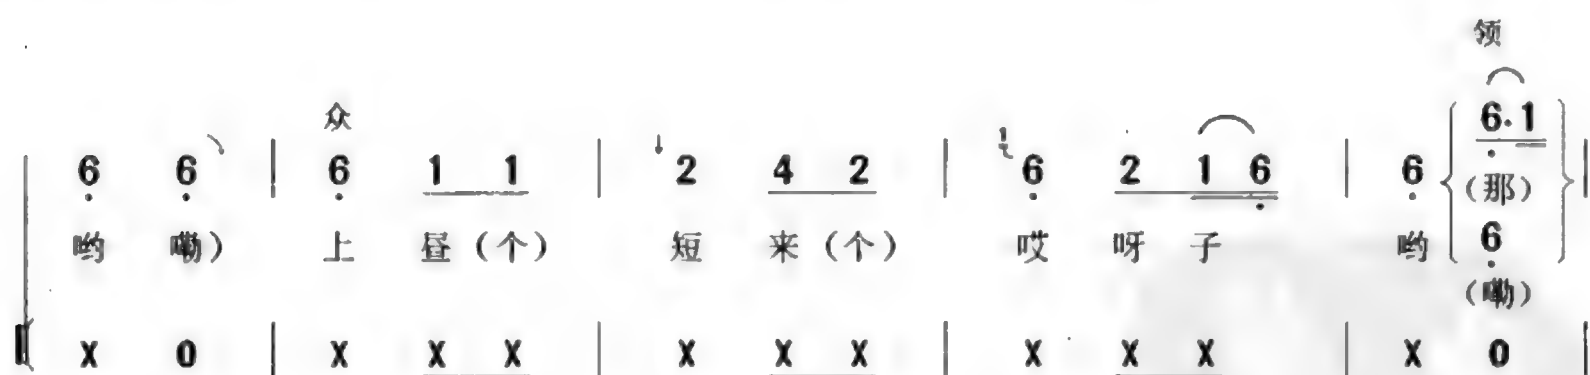 领
众 6·1
6 6 | 6 1 1 | 2 4 2 | 6 2 1 6 | 6
(那)
哟 嘞) 上 昼 (个) 短 来 (个) 哎 呀 子 哟 6
(嘞)
X 0 | X X X | X X X | X X X | X 0